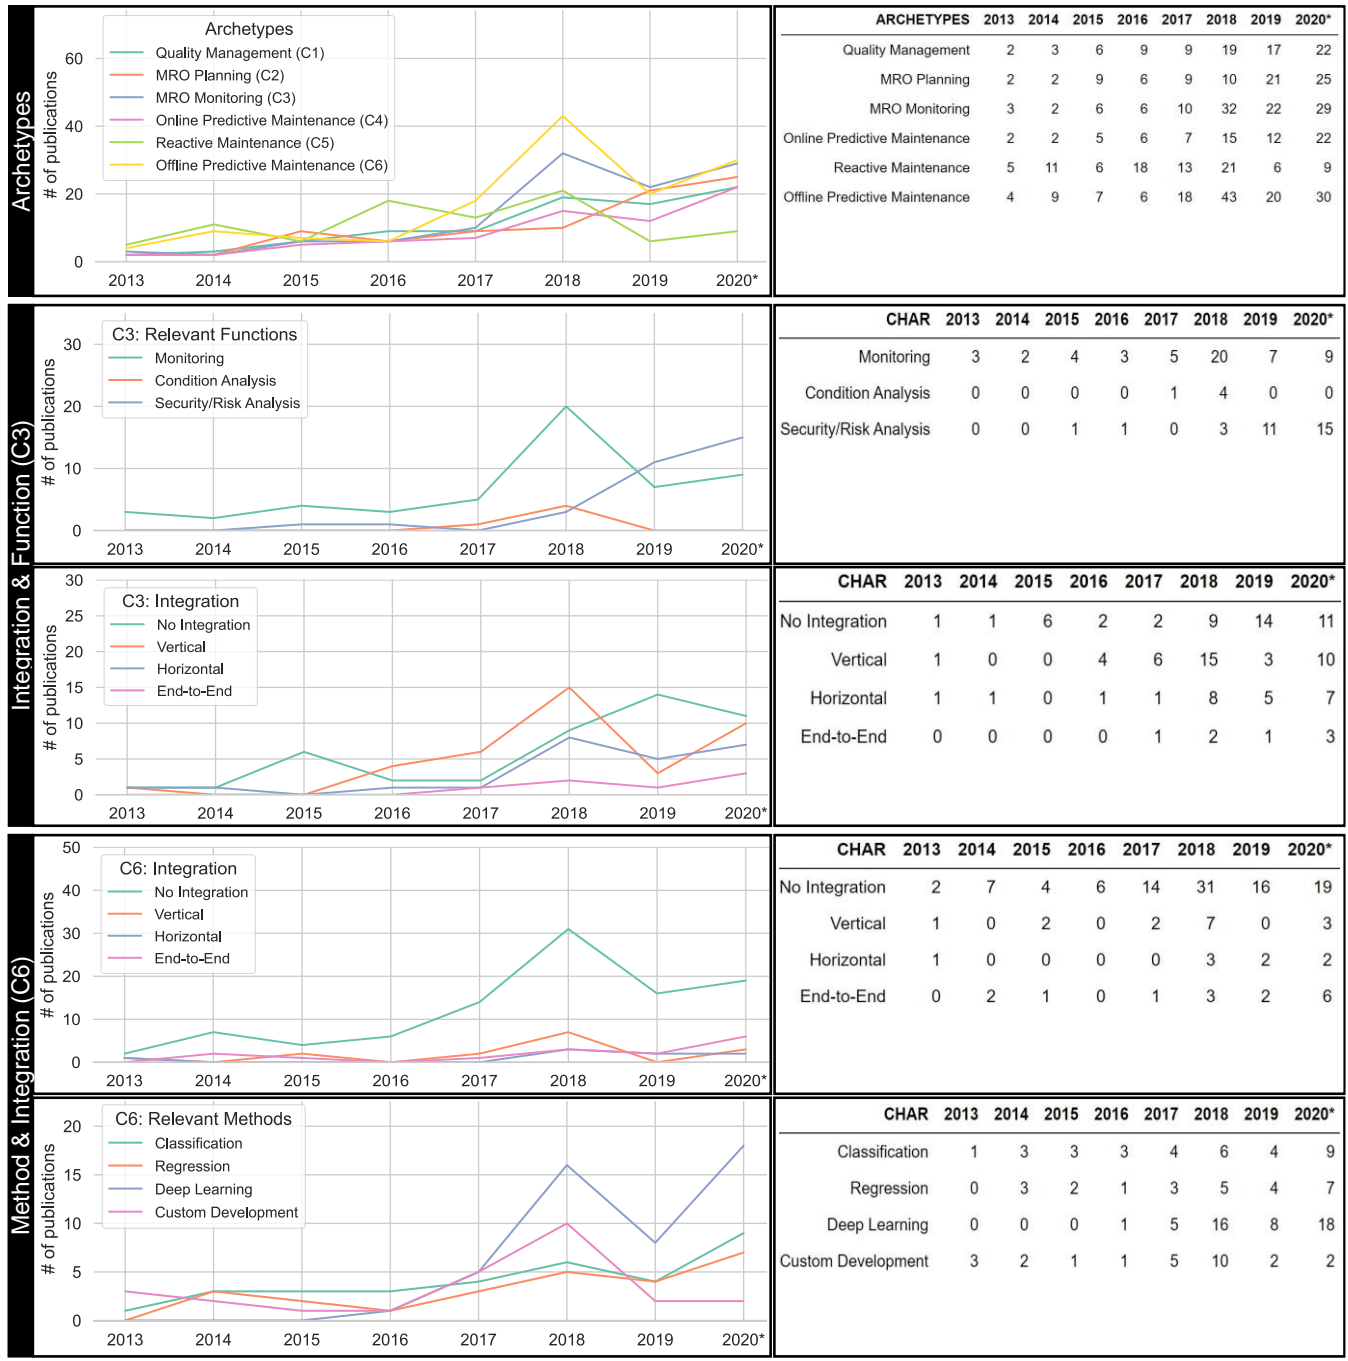 Archetypes
# of publications
60
40
20
0
Archetypes
Quality Management (C1)
MRO Planning (C2)
MRO Monitoring (C3)
Online Predictive Maintenance (C4)
Reactive Maintenance (C5)
Offline Predictive Maintenance (C6)
2013 2014 2015 2016 2017 2018 2019 2020*
ARCHETYPES 2013 2014 2015 2016 2017 2018 2019 2020*
Quality Management 2 3 6 9 9 19 17 22
MRO Planning 2 2 9 6 9 10 21 25
MRO Monitoring 3 2 6 6 10 32 22 29
Online Predictive Maintenance 2 2 5 6 7 15 12 22
Reactive Maintenance 5 11 6 18 13 21 6 9
Offline Predictive Maintenance 4 9 7 6 18 43 20 30
Integration & Function (C3)
# of publications
30
20
10
0
C3: Relevant Functions
Monitoring
Condition Analysis
Security/Risk Analysis
2013 2014 2015 2016 2017 2018 2019 2020*
CHAR 2013 2014 2015 2016 2017 2018 2019 2020*
Monitoring 3 2 4 3 5 20 7 9
Condition Analysis 0 0 0 0 1 4 0 0
Security/Risk Analysis 0 0 1 1 0 3 11 15
# of publications
30
25
20
15
10
5
0
C3: Integration
No Integration
Vertical
Horizontal
End-to-End
2013 2014 2015 2016 2017 2018 2019 2020*
CHAR 2013 2014 2015 2016 2017 2018 2019 2020*
No Integration 1 1 6 2 2 9 14 11
Vertical 1 0 0 4 6 15 3 10
Horizontal 1 1 0 1 1 8 5 7
End-to-End 0 0 0 0 1 2 1 3
Method & Integration (C6)
# of publications
50
40
30
20
10
0
C6: Integration
No Integration
Vertical
Horizontal
End-to-End
2013 2014 2015 2016 2017 2018 2019 2020*
CHAR 2013 2014 2015 2016 2017 2018 2019 2020*
No Integration 2 7 4 6 14 31 16 19
Vertical 1 0 2 0 2 7 0 3
Horizontal 1 0 0 0 0 3 2 2
End-to-End 0 2 1 0 1 3 2 6
# of publications
20
15
10
5
0
C6: Relevant Methods
Classification
Regression
Deep Learning
Custom Development
2013 2014 2015 2016 2017 2018 2019 2020*
CHAR 2013 2014 2015 2016 2017 2018 2019 2020*
Classification 1 3 3 3 4 6 4 9
Regression 0 3 2 1 3 5 4 7
Deep Learning 0 0 0 1 5 16 8 18
Custom Development 3 2 1 1 5 10 2 2